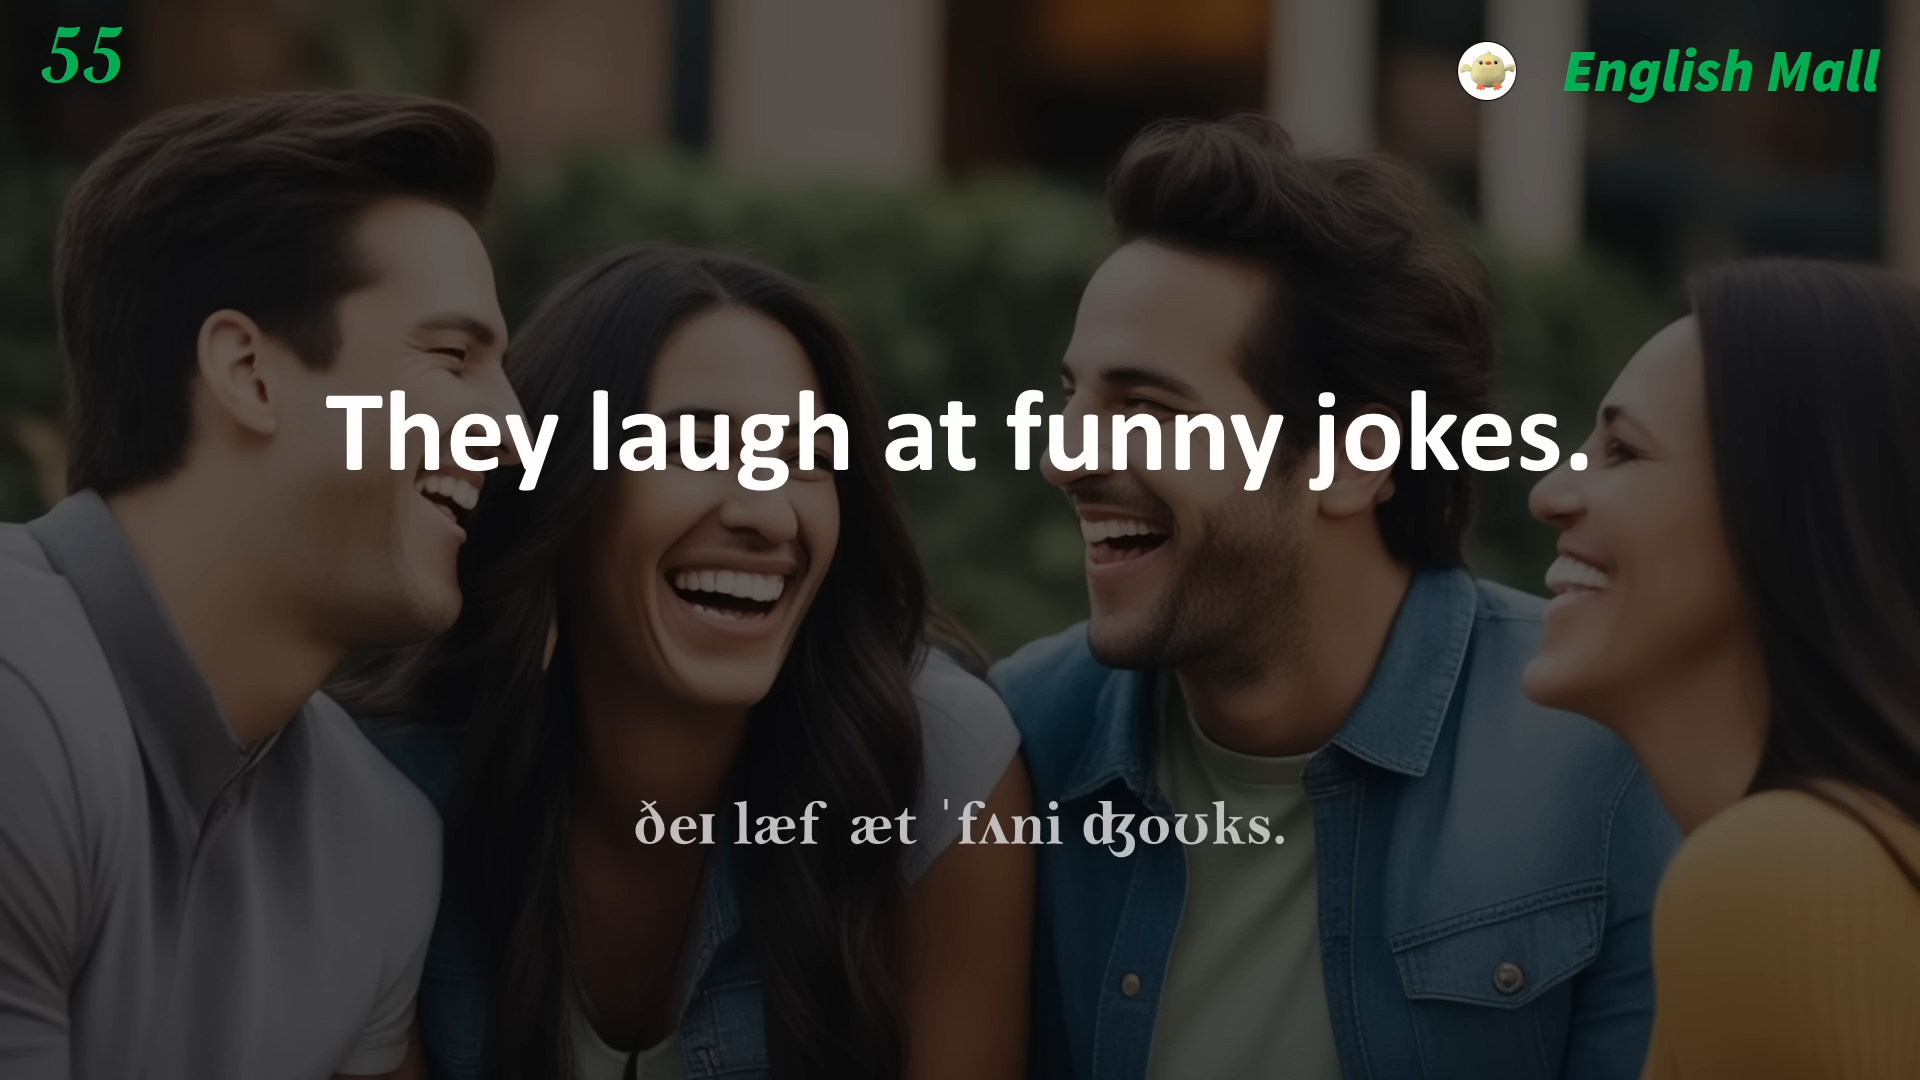 55
English Mall
They laugh at funny jokes.
ðeɪ læf æt ˈfʌni ʤoʊks.